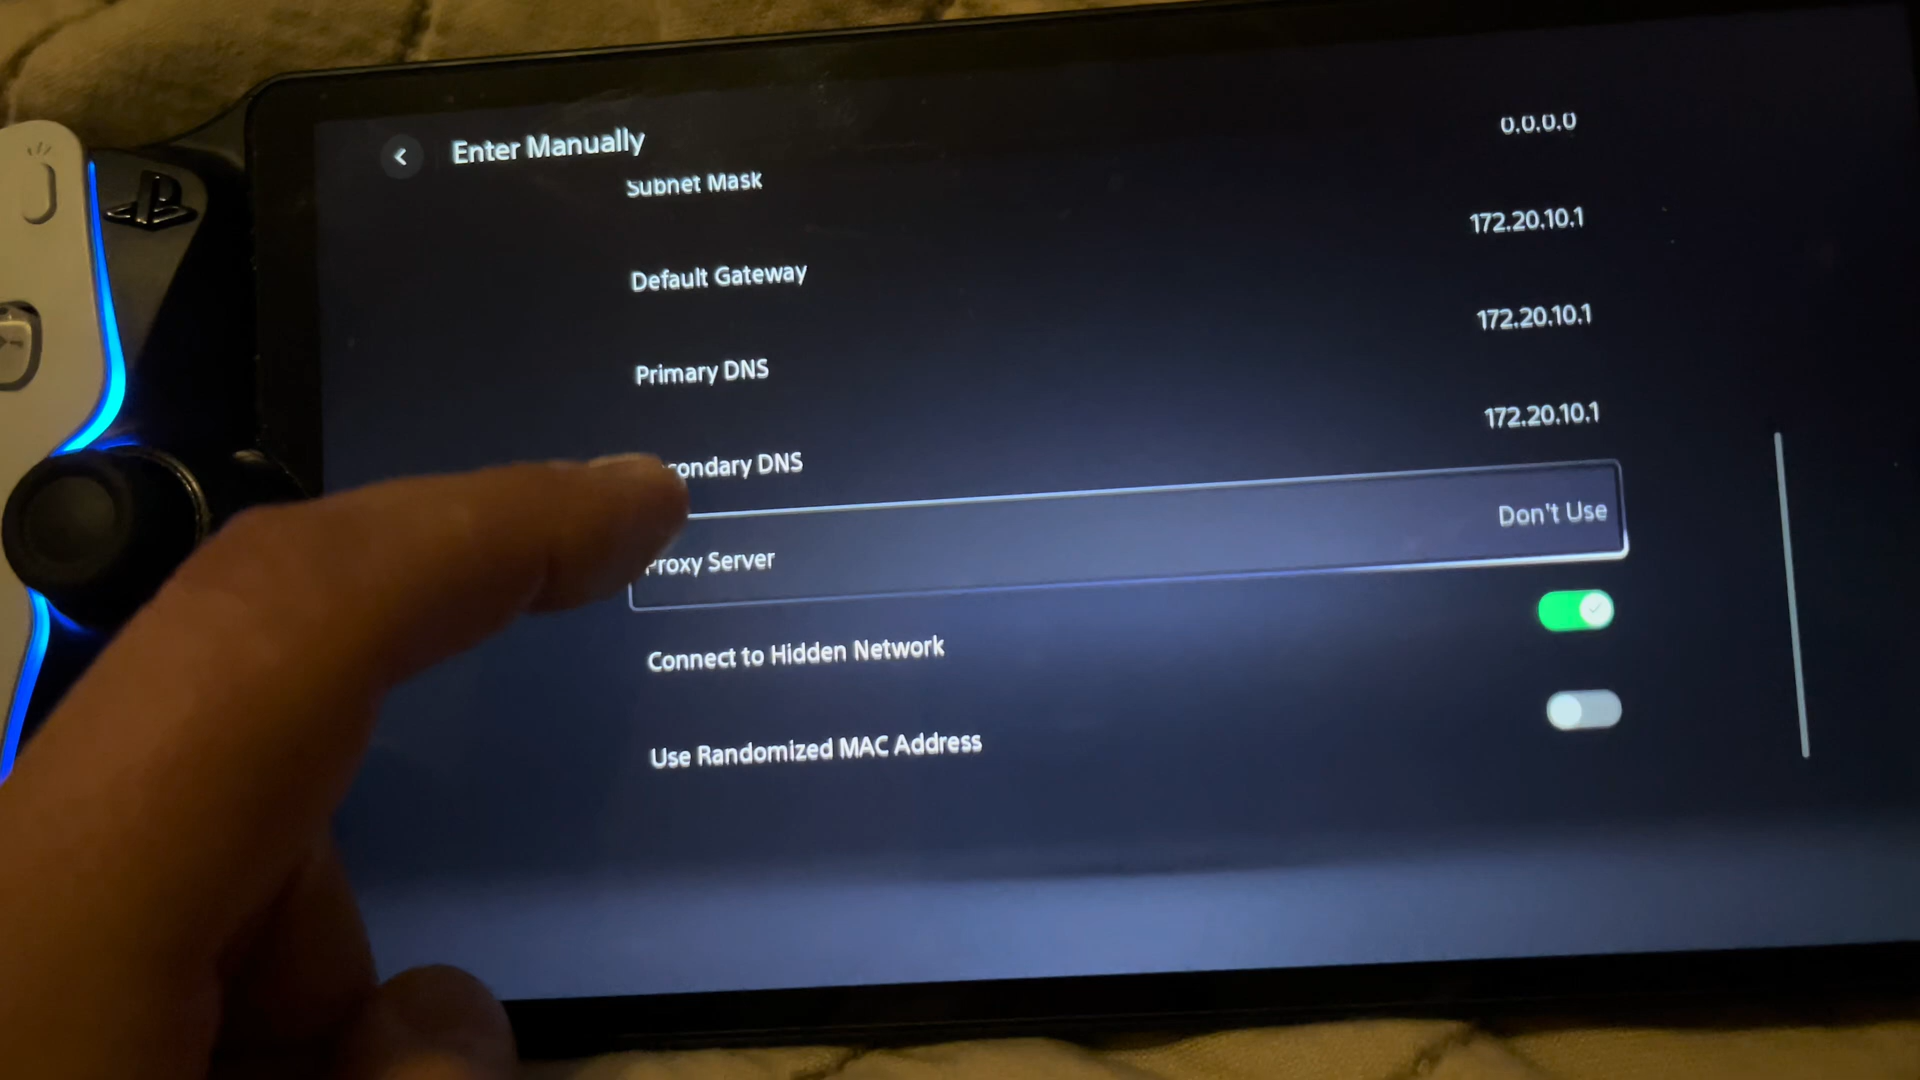 Enter Manually
0.0.0.0
Subnet Mask
172.20.10.1
Default Gateway
172.20.10.1
Primary DNS
172.20.10.1
condary DNS
Don't Use
Proxy Server
Connect to Hidden Network
Use Randomized MAC Address